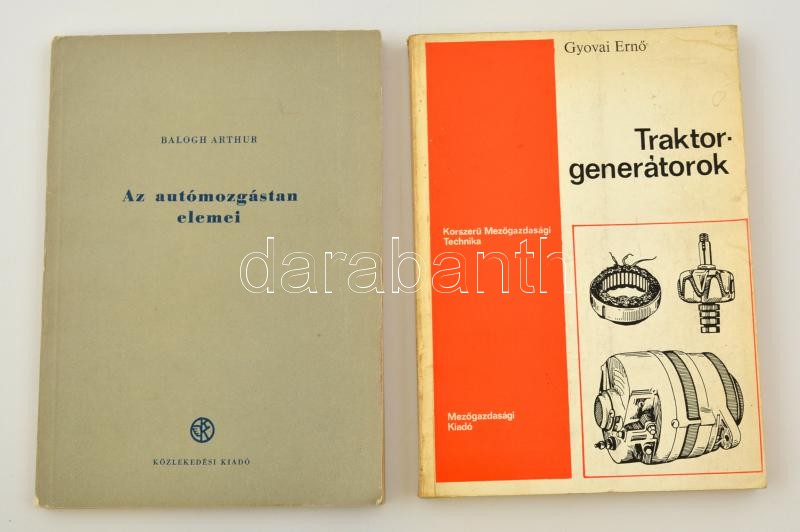 BALOGH ARTHUR
Az autómozgástan
elemei
KÖZLEKEDÉSI KIADÓ
Gyovai Ernő
Traktor-
generátorok
Korszerű Mezőgazdasági
Technika
Mezőgazdasági
Kiadó
darabanth